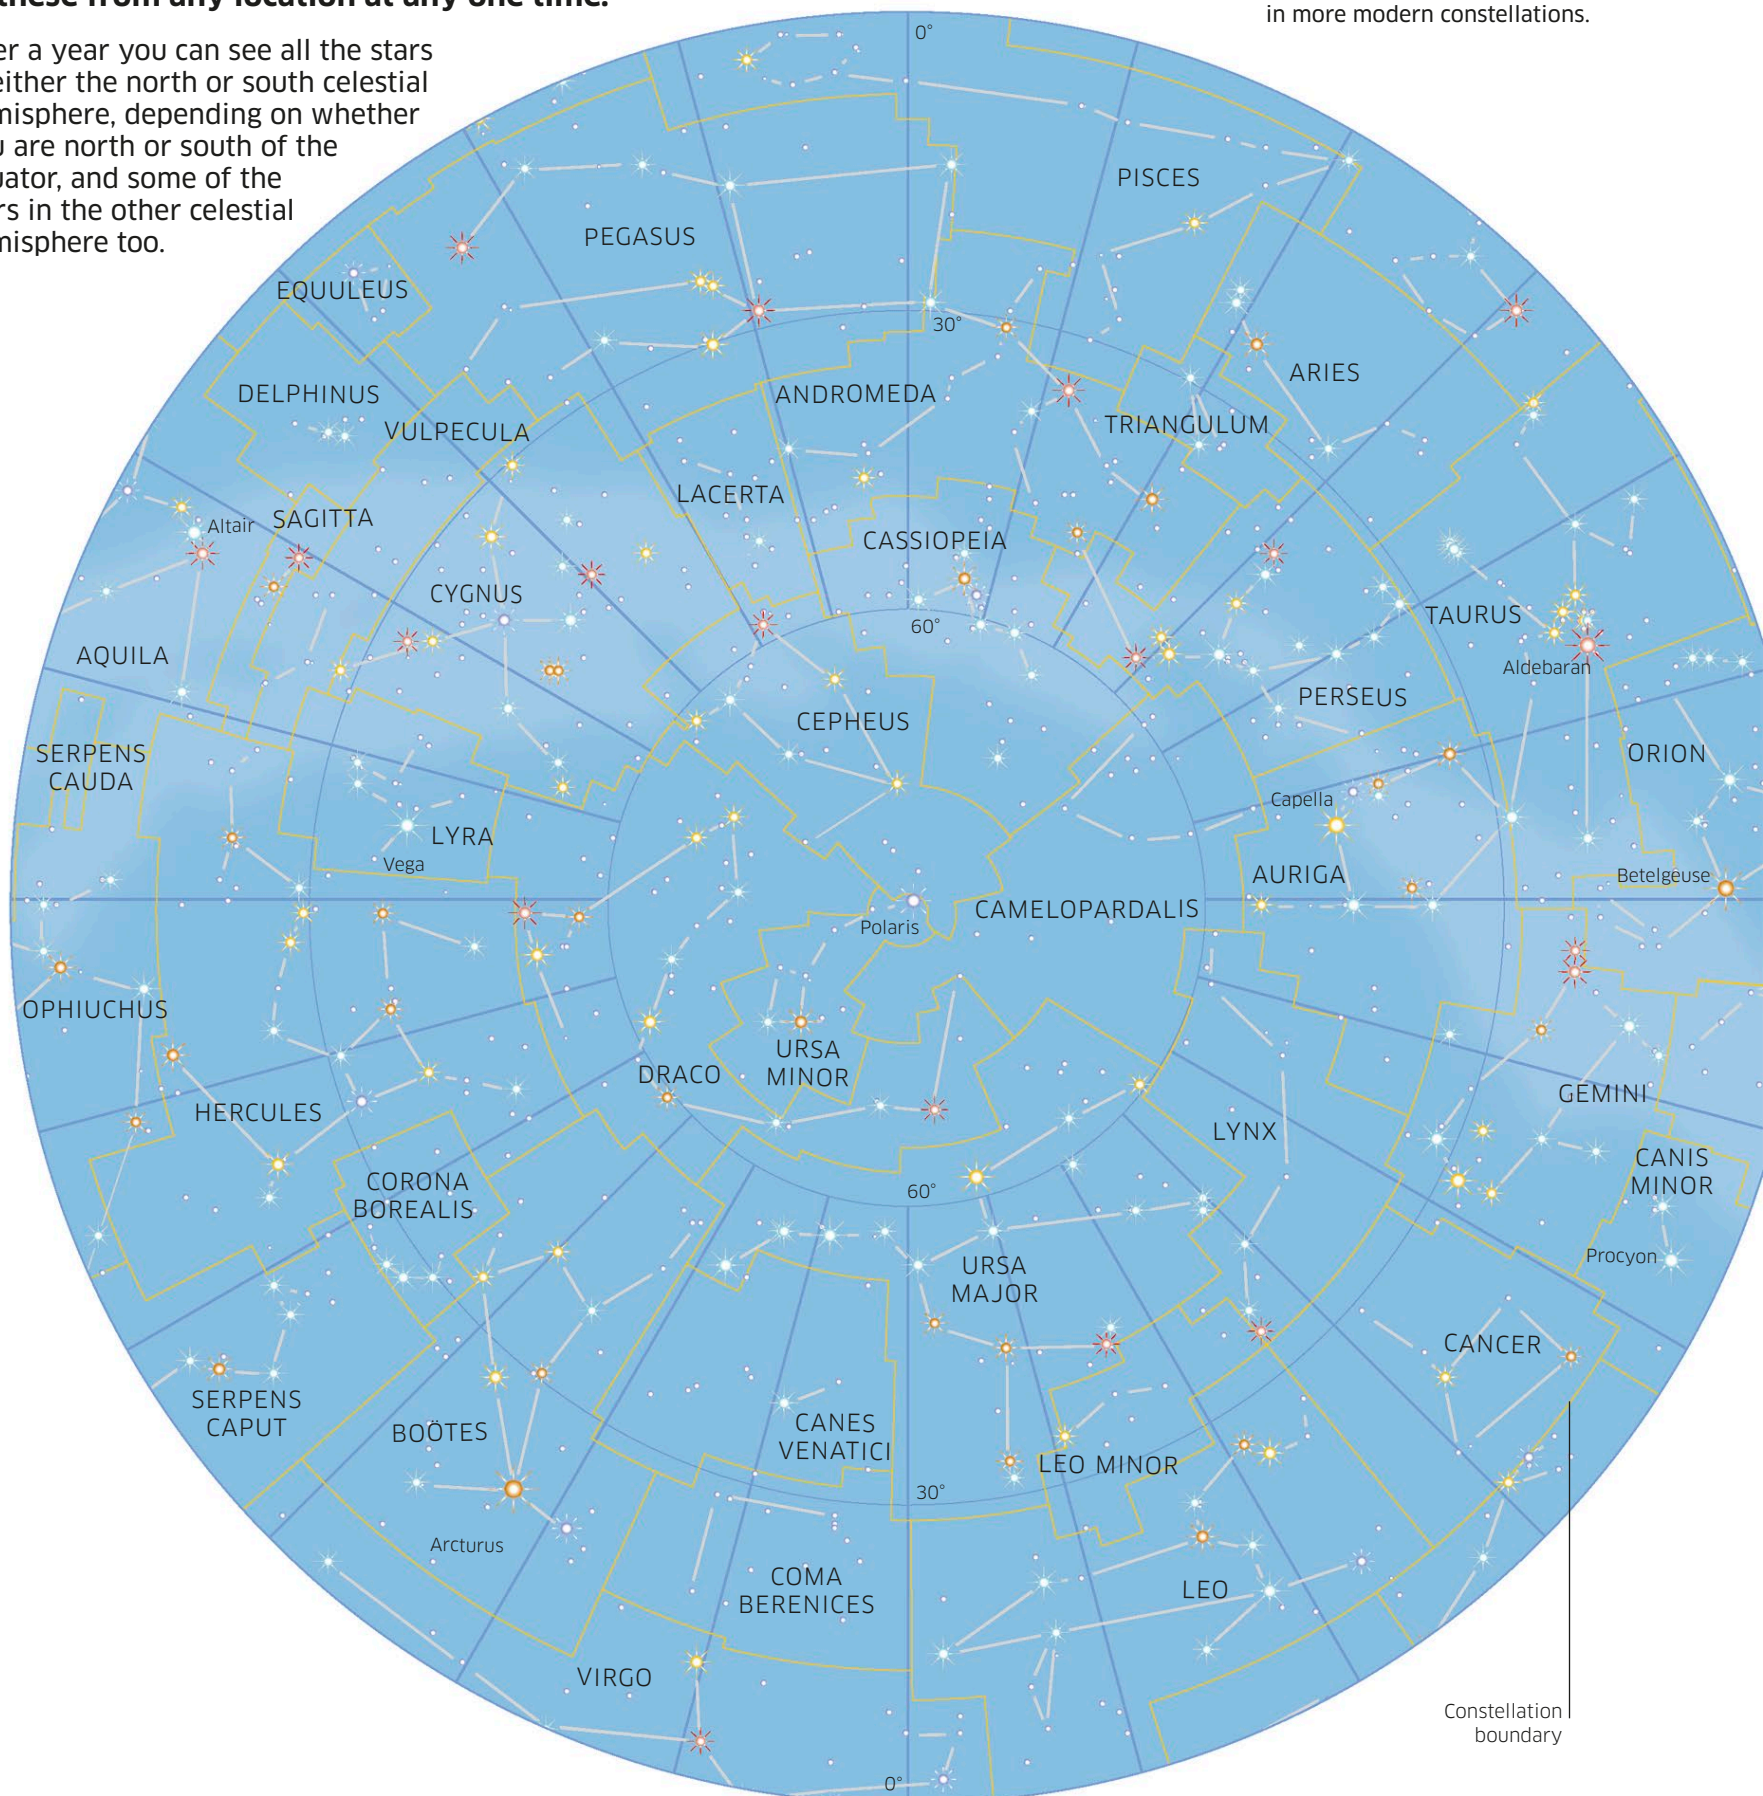 these from any location at any one time.
in more modern constellations.
er a year you can see all the stars
either the north or south celestial
misphere, depending on whether
u are north or south of the
uator, and some of the
rs in the other celestial
misphere too.
0°
PISCES
PEGASUS
EQUULEUS
30°
ARIES
DELPHINUS
ANDROMEDA
TRIANGULUM
VULPECULA
LACERTA
SAGITTA
Altair
CASSIOPEIA
CYGNUS
TAURUS
60°
AQUILA
Aldebaran
PERSEUS
CEPHEUS
SERPENS
CAUDA
ORION
Capella
LYRA
Vega
AURIGA
Betelgeuse
CAMELOPARDALIS
Polaris
OPHIUCHUS
URSA
MINOR
DRACO
GEMINI
HERCULES
LYNX
CANIS
MINOR
CORONA
BOREALIS
60°
Procyon
URSA
MAJOR
CANCER
SERPENS
CAPUT
BOÖTES
CANES
VENATICI
LEO MINOR
30°
Arcturus
COMA
BERENICES
LEO
VIRGO
Constellation
boundary
0°